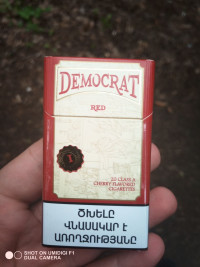 DEMOCRAT
RED
20 CLASS A
CHERRY FLAVORED
CIGARETTES
ԾԽԵԼԸ
ՎՆԱՍԱԿԱՐ Է
ԱՌՈՂՋՈՒԹՅԱՆԸ
SHOT ON UMIDIGI F1
DUAL CAMERA